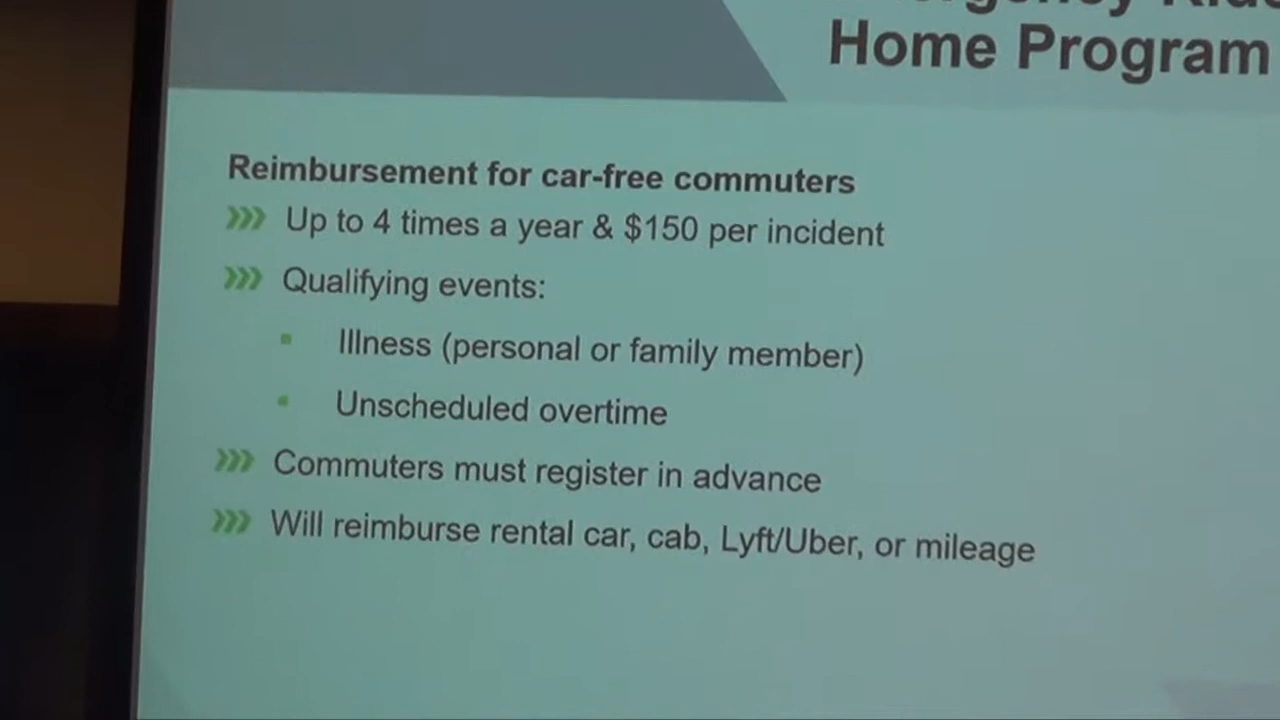 Home Program
Reimbursement for car-free commuters
Up to 4 times a year & $150 per incident
Qualifying events:
Illness (personal or family member)
Unscheduled overtime
Commuters must register in advance
Will reimburse rental car, cab, Lyft/Uber, or mileage